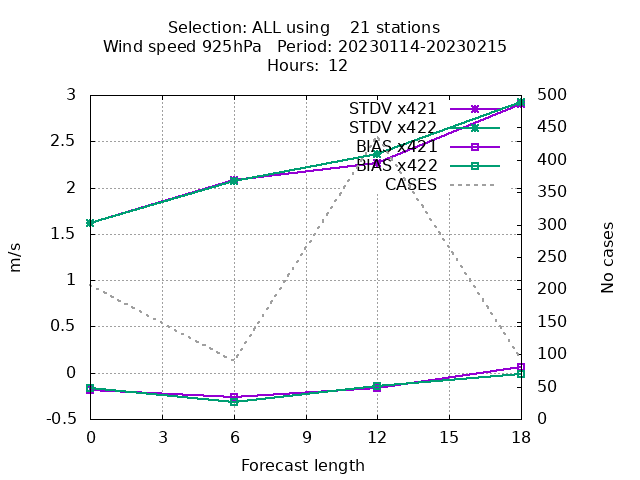 Selection: ALL using    21 stations
Wind speed 925hPa   Period: 20230114-20230215
Hours: 12
3
2.5
2
1.5
1
0.5
0
-0.5
m/s
STDV x421
STDV x422
BIAS x421
BIAS x422
CASES
500
450
400
350
300
250
200
150
100
50
0
No cases
0 3 6 9 12 15 18
Forecast length